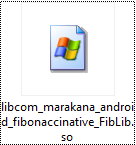 libcom_marakana_androi
d_fibonaccinative_FibLib.
so